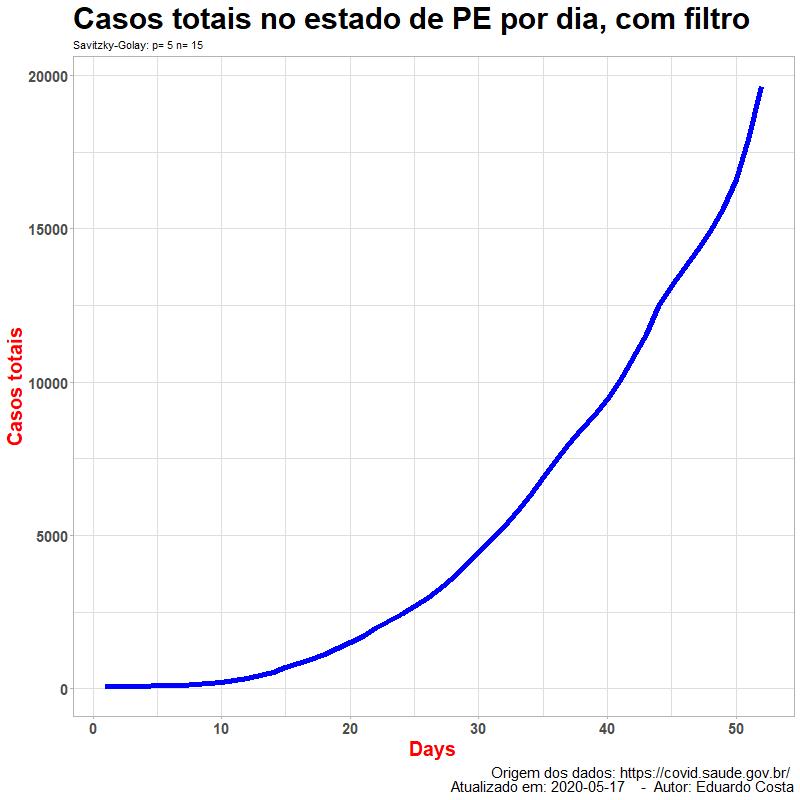 Casos totais no estado de PE por dia, com filtro
Savitzky-Golay: p= 5 n= 15
20000
15000
10000
5000
0
Casos totais
0 10 20 30 40 50
Days
Origem dos dados: https://covid.saude.gov.br/
Atualizado em: 2020-05-17 - Autor: Eduardo Costa